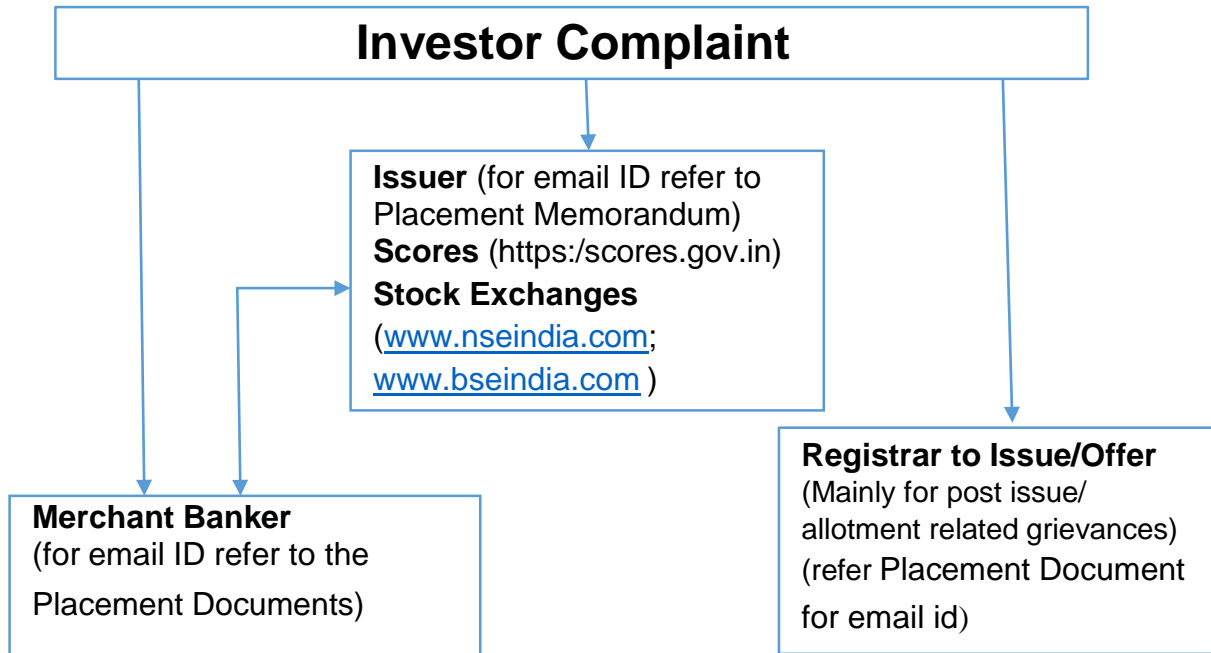 Investor Complaint
Issuer (for email ID refer to
Placement Memorandum)
Scores (https:/scores.gov.in)
Stock Exchanges
(www.nseindia.com;
www.bseindia.com )
Merchant Banker
(for email ID refer to the
Placement Documents)
Registrar to Issue/Offer
(Mainly for post issue/
allotment related grievances)
(refer Placement Document
for email id)